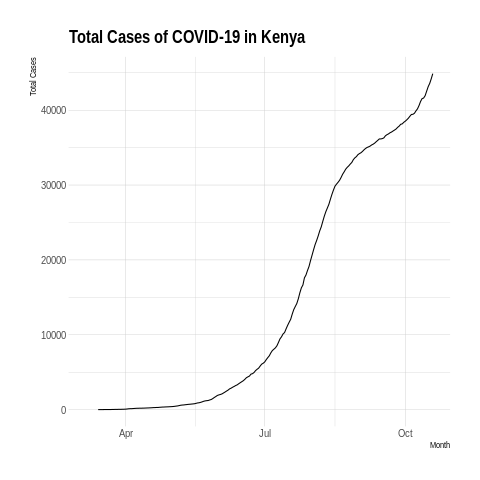 Total Cases of COVID-19 in Kenya
Total Cases
40000
30000
20000
10000
0
Apr
Jul
Oct
Month